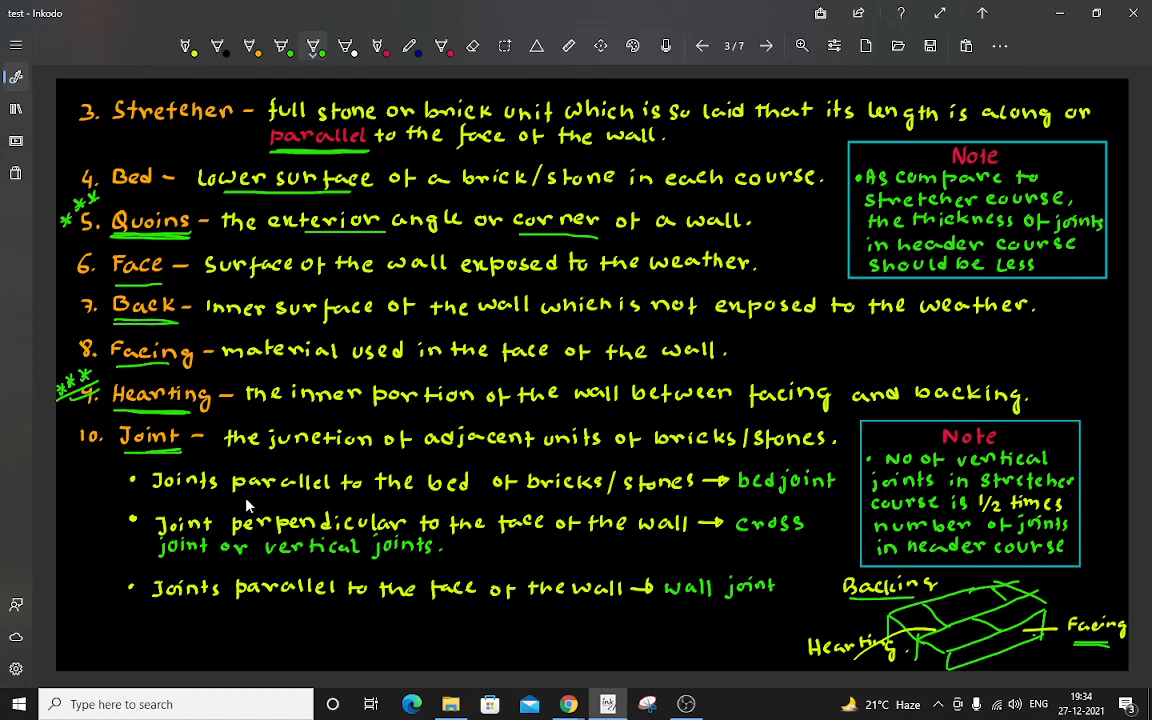 test - Inkodo
3/7
3. Stretcher - full stone or brick unit which is so laid that its length is along or
parallel to the face of the wall.
4. Bed - lower surface of a brick/stone in each course.
5. Quoins - the exterior angle or corner of a wall.
6. Face - Surface of the wall exposed to the weather.
7. Back - Inner surface of the wall which is not exposed to the weather.
8. Facing - material used in the face of the wall.
9. Hearting - the inner portion of the wall between facing and backing.
10. Joint - the junction of adjacent units of bricks/stones.
• Joints parallel to the bed of bricks/stones → bed joint
• Joint perpendicular to the face of the wall → cross
joint or vertical joints.
• Joints parallel to the face of the wall → wall joint
Note
• As compare to
stretcher course,
the thickness of joints
in header course
should be less
Note
• No of vertical
joints in stretcher
course is 1/2 times
number of joints
in header course
Backing
Facing
Hearting
Type here to search
21°C Haze
ENG
19:34
27-12-2021
3